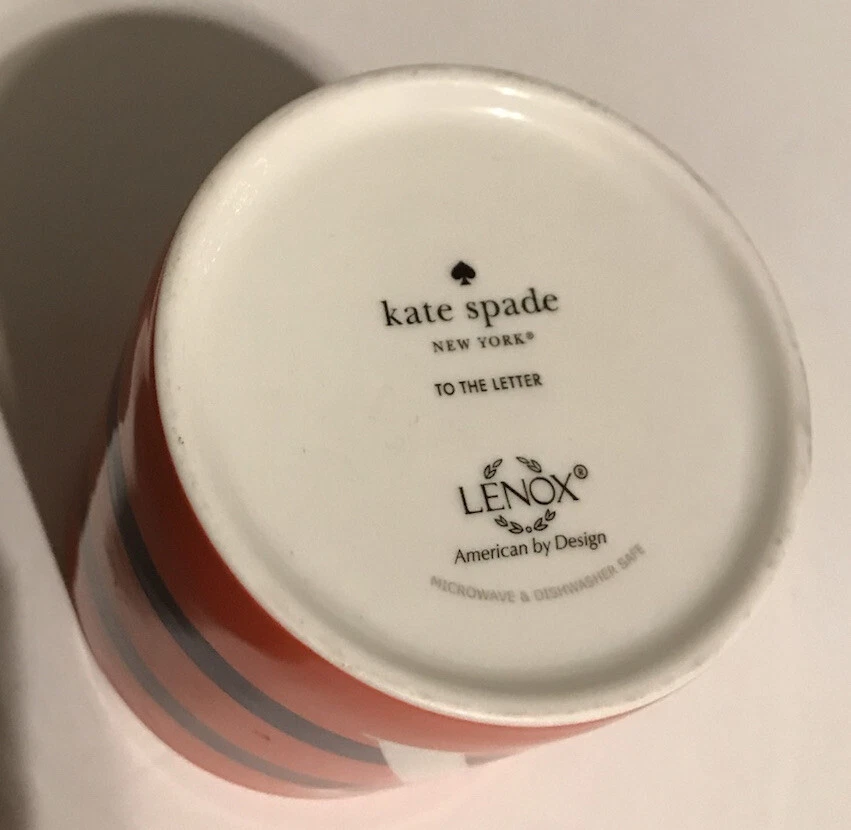 kate spade
NEW YORK®
TO THE LETTER
LENOX®
American by Design
MICROWAVE & DISHWASHER SAFE